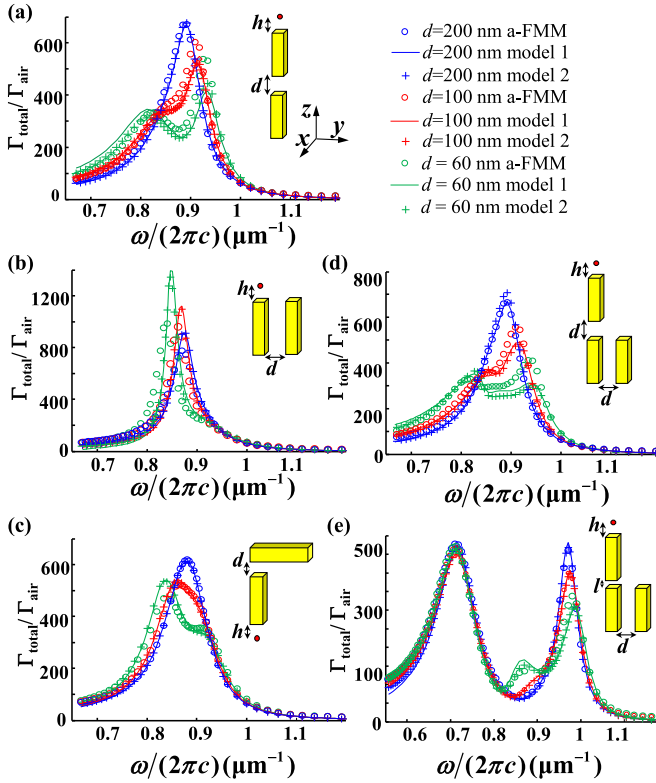 (a)
600
400
200
0
Γtotal/Γair
h
d
z
y
x
0.7 0.8 0.9 1 1.1
ω/(2πc)(μm⁻¹)
d=200 nm a-FMM
d=200 nm model 1
d=200 nm model 2
d=100 nm a-FMM
d=100 nm model 1
d=100 nm model 2
d = 60 nm a-FMM
d = 60 nm model 1
d = 60 nm model 2
(b)
1200
800
400
0
Γtotal/Γair
h
d
0.7 0.8 0.9 1 1.1
ω/(2πc)(μm⁻¹)
(d)
800
600
400
200
0
Γtotal/Γair
h
d
d
0.7 0.8 0.9 1 1.1
ω/(2πc)(μm⁻¹)
(c)
600
400
200
0
Γtotal/Γair
d
h
0.7 0.8 0.9 1 1.1
ω/(2πc)(μm⁻¹)
(e)
500
300
100
0
Γtotal/Γair
h
l
d
0.6 0.7 0.8 0.9 1 1.1
ω/(2πc)(μm⁻¹)